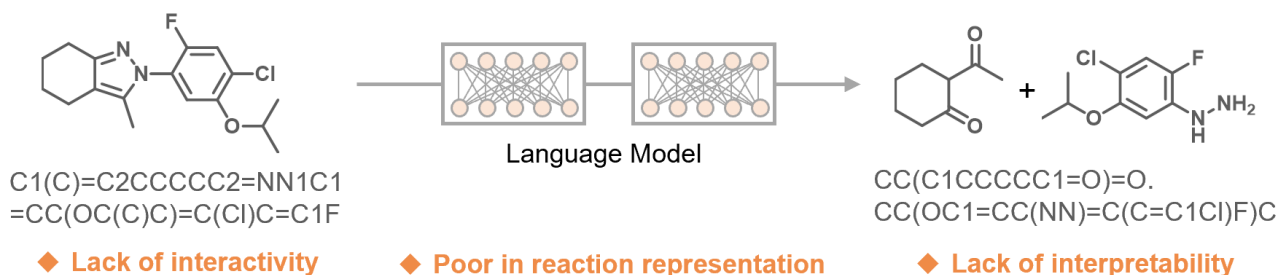 F
N
N
Cl
O
C1(C)=C2CCCCC2=NN1C1
=CC(OC(C)C)=C(Cl)C=C1F
Language Model
O
O
+
Cl
F
O
N
H
NH₂
CC(C1CCCCC1=O)=O.
CC(OC1=CC(NN)=C(C=C1Cl)F)C
◆ Lack of interactivity
◆ Poor in reaction representation
◆ Lack of interpretability